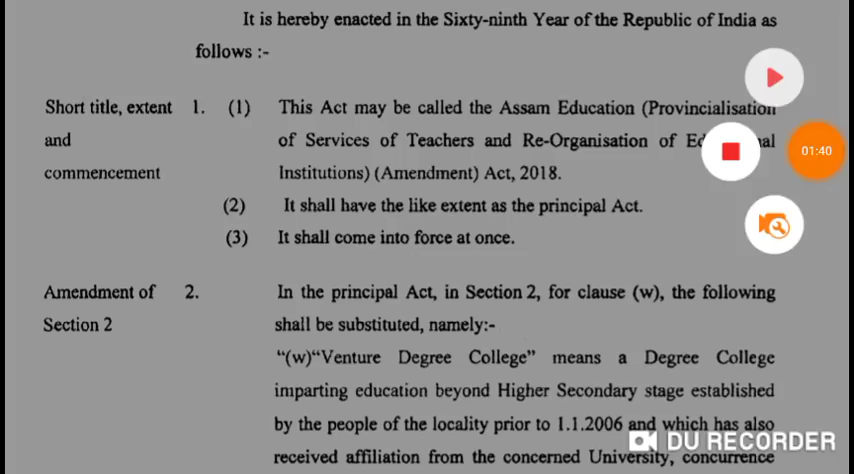 It is hereby enacted in the Sixty-ninth Year of the Republic of India as
follows :-
Short title, extent 1. (1) This Act may be called the Assam Education (Provincialisation
and of Services of Teachers and Re-Organisation of
01:40
commencement Institutions) (Amendment) Act, 2018.
(2) It shall have the like extent as the principal Act.
(3) It shall come into force at once.
Amendment of 2. In the principal Act, in Section 2, for clause (w), the following
Section 2 shall be substituted, namely:-
“(w)“Venture Degree College” means a Degree College
imparting education beyond Higher Secondary stage established
by the people of the locality prior to 1.1.2006 and which has also
DU RECORDER
received affiliation from the concerned University, concurrence